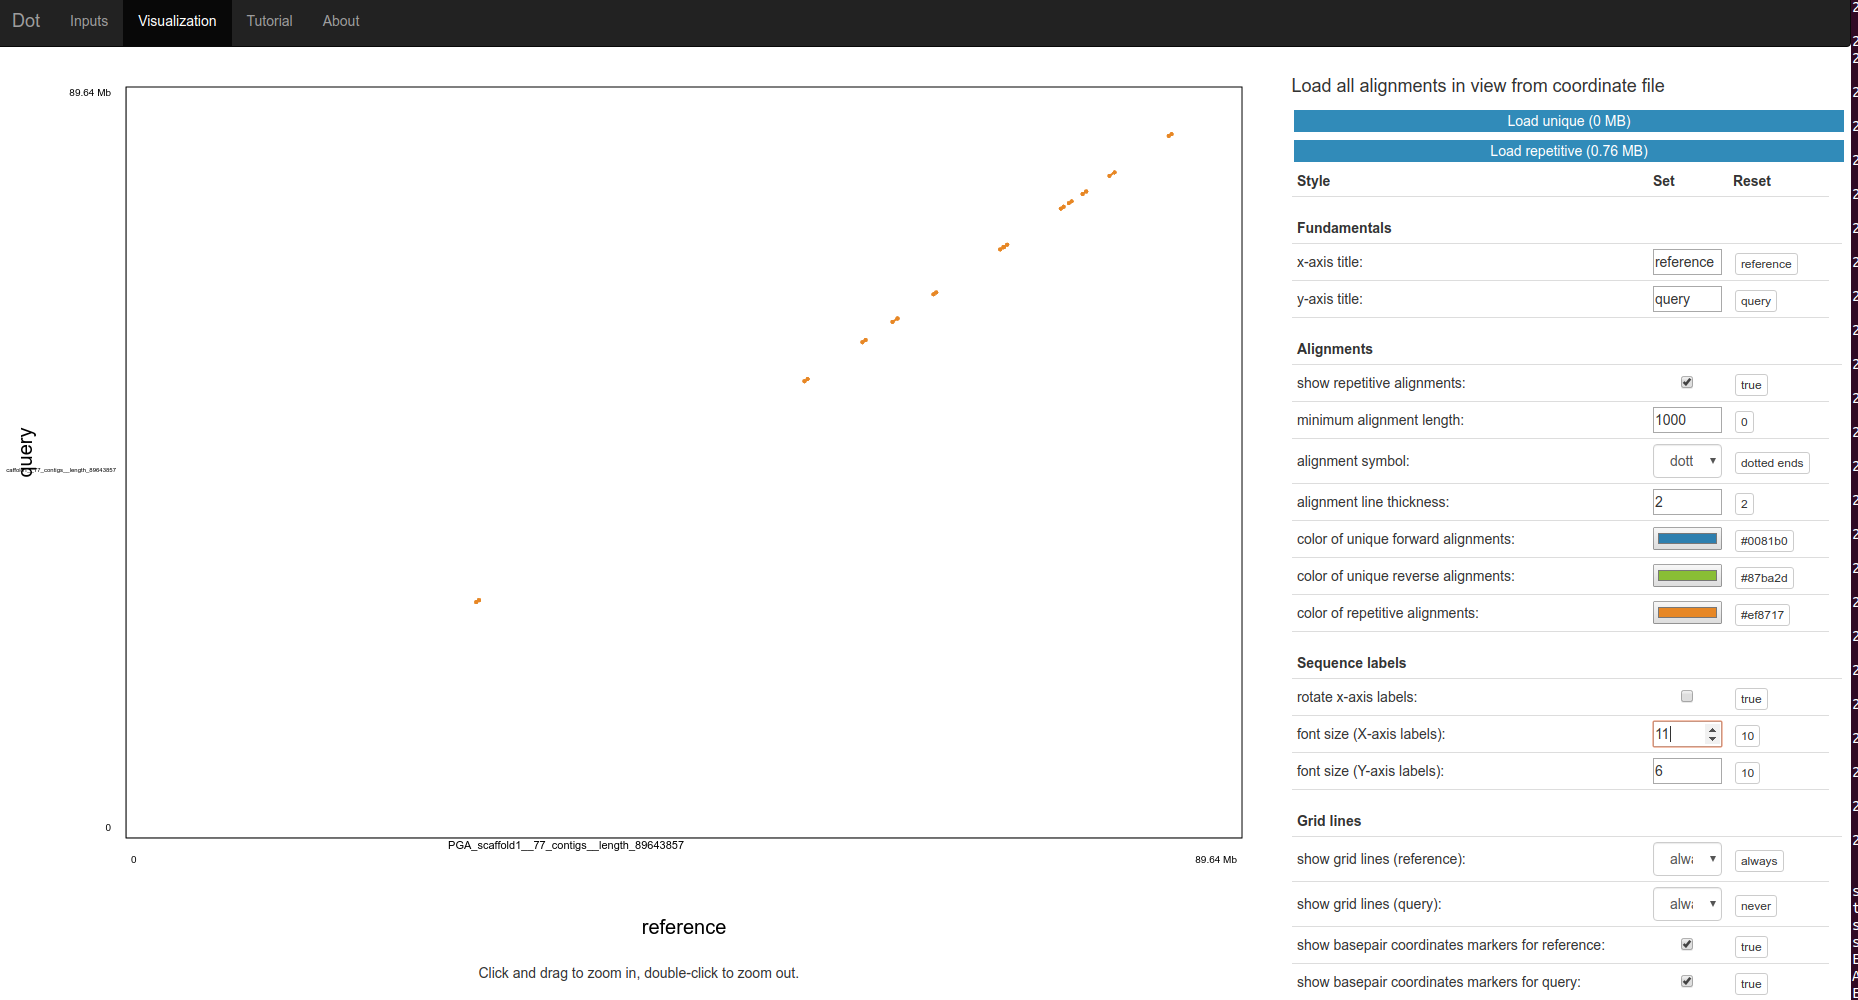 Dot Inputs Visualization Tutorial About
89.64 Mb
query
0
PGA_scaffold1__77_contigs__length_89643857
0 89.64 Mb
reference
Click and drag to zoom in, double-click to zoom out.
Load all alignments in view from coordinate file
Load unique (0 MB)
Load repetitive (0.76 MB)
Style Set Reset
Fundamentals
x-axis title: reference reference
y-axis title: query query
Alignments
show repetitive alignments: true
minimum alignment length: 1000 0
alignment symbol: dott dotted ends
alignment line thickness: 2 2
color of unique forward alignments: #0081b0
color of unique reverse alignments: #87ba2d
color of repetitive alignments: #ef8717
Sequence labels
rotate x-axis labels: true
font size (X-axis labels): 11 10
font size (Y-axis labels): 6 10
Grid lines
show grid lines (reference): alwa always
show grid lines (query): alwa never
show basepair coordinates markers for reference: true
show basepair coordinates markers for query: true